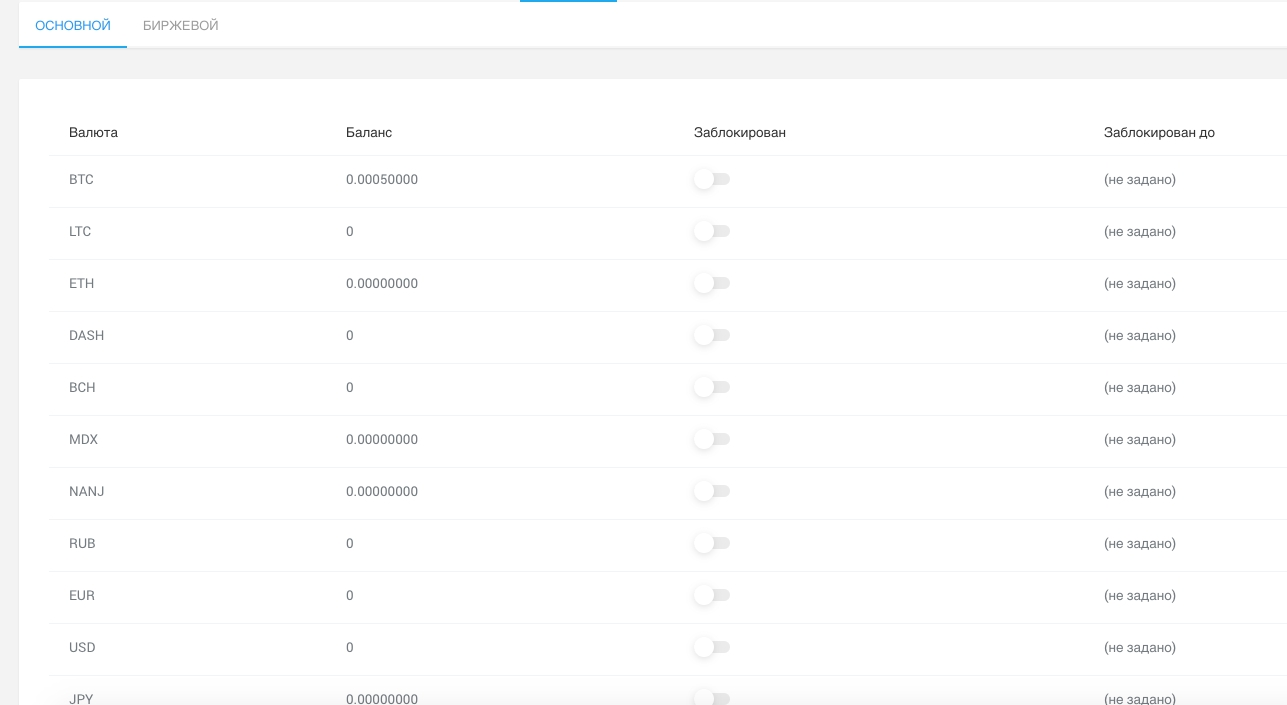 ОСНОВНОЙ БИРЖЕВОЙ
Валюта Баланс Заблокирован Заблокирован до
BTC 0.00050000 (не задано)
LTC 0 (не задано)
ETH 0.00000000 (не задано)
DASH 0 (не задано)
BCH 0 (не задано)
MDX 0.00000000 (не задано)
NANJ 0.00000000 (не задано)
RUB 0 (не задано)
EUR 0 (не задано)
USD 0 (не задано)
JPY 0.00000000 (не задано)